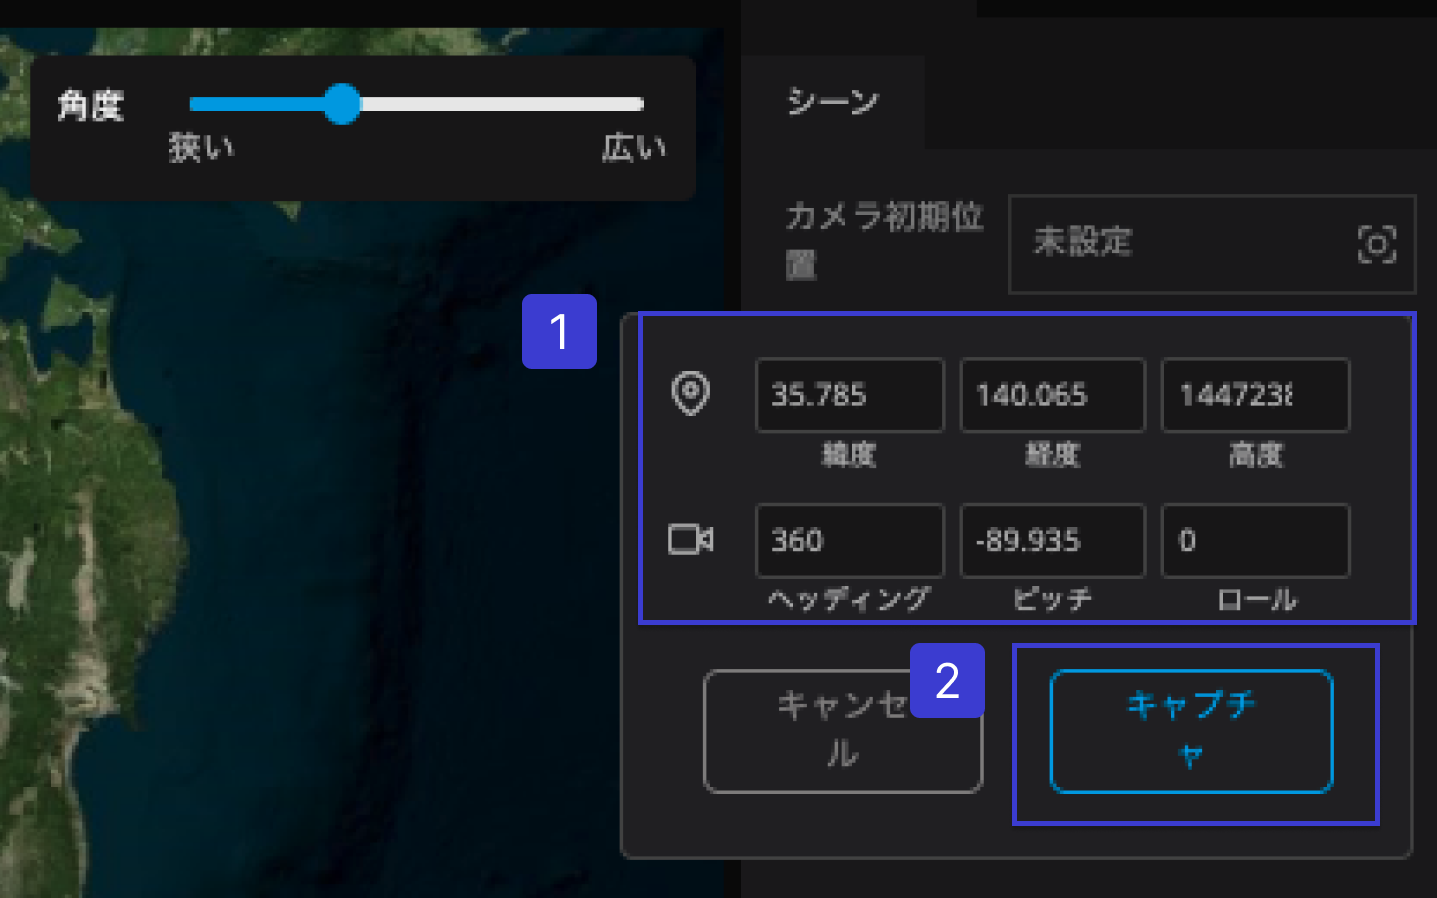 角度
狭い
広い
シーン
カメラ初期位
置
未設定
1
35.785
140.065
緯度
経度
高度
360
-89.935
0
ヘッディング
ピッチ
ロール
2
キャンセ
ル
キャプチ
ャ